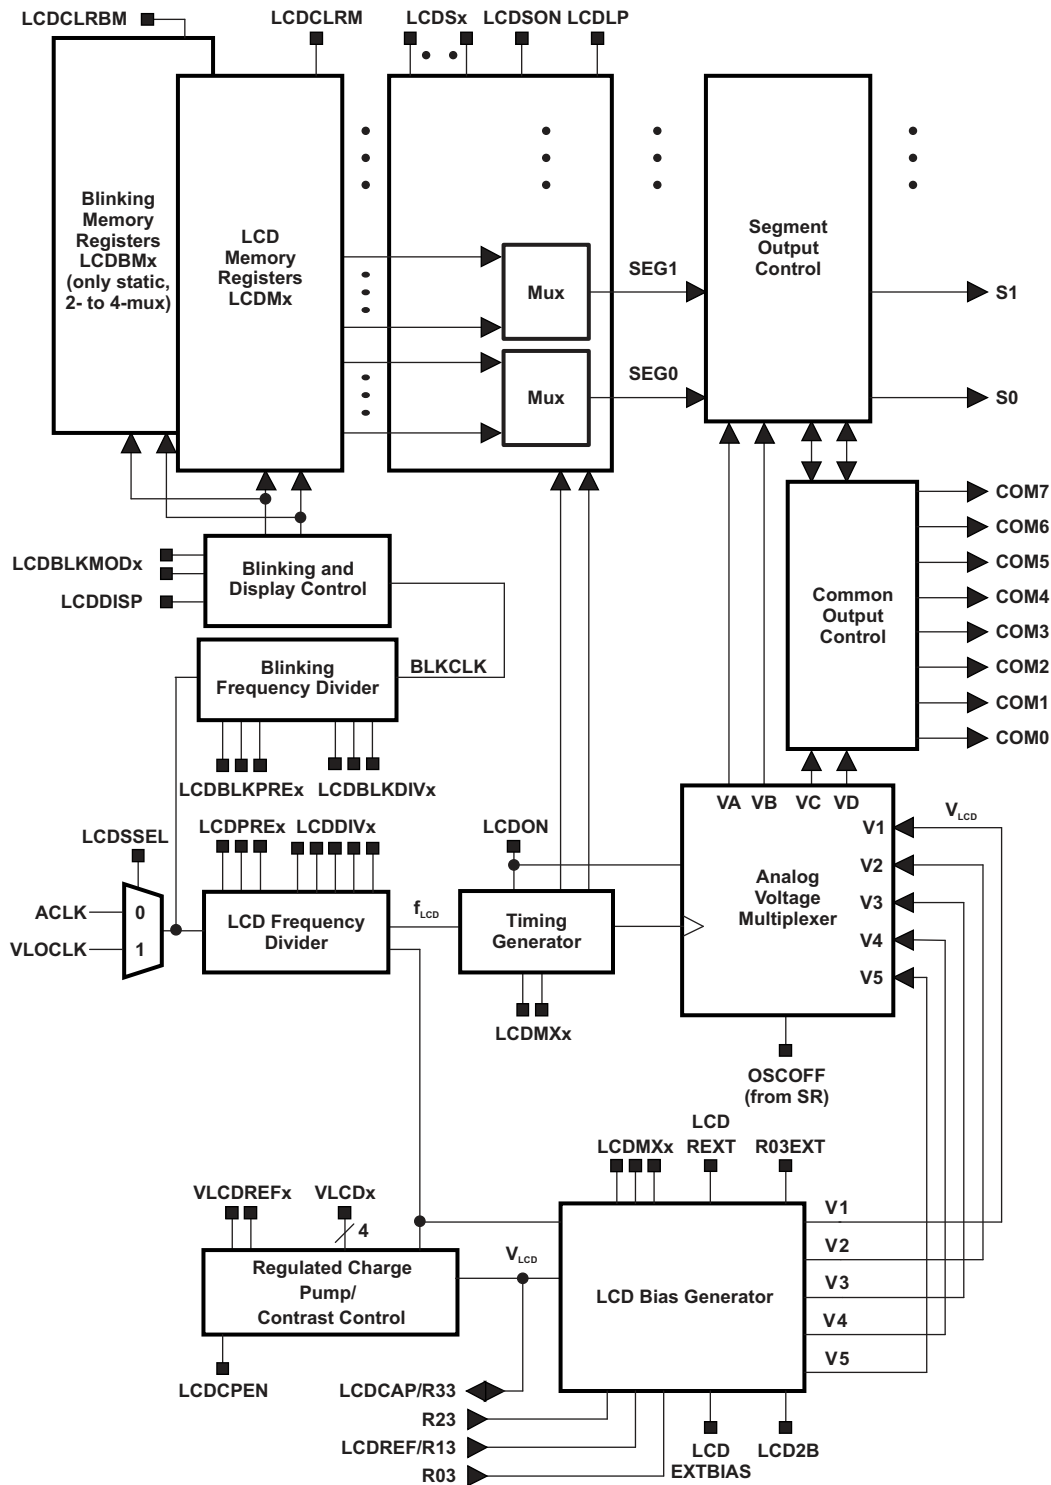 LCDCLRBM
LCDCLRM
LCDSx
LCDSON
LCDLP
Blinking
Memory
Registers
LCDBMx
(only static,
2- to 4-mux)
LCD
Memory
Registers
LCDMx
Mux
Mux
SEG1
SEG0
Segment
Output
Control
S1
S0
LCDBLKMODx
LCDDISP
Blinking and
Display Control
Blinking
Frequency Divider
BLKCLK
LCDBLKPREx
LCDBLKDIVx
Common
Output
Control
COM7
COM6
COM5
COM4
COM3
COM2
COM1
COM0
LCDSSEL
ACLK
VLOCLK
0
1
LCDPREx
LCDDIVx
LCD Frequency
Divider
fLCD
LCDON
Timing
Generator
LCDMXx
VA
VB
VC
VD
Analog
Voltage
Multiplexer
V1
V2
V3
V4
V5
VLCD
OSCOFF
(from SR)
LCDMXx
LCD
REXT
R03EXT
VLCDREFx
VLCDx
4
Regulated Charge
Pump/
Contrast Control
LCDCPEN
VLCD
LCD Bias Generator
V1
V2
V3
V4
V5
LCDCAP/R33
R23
LCDREF/R13
R03
LCD
EXTBIAS
LCD2B